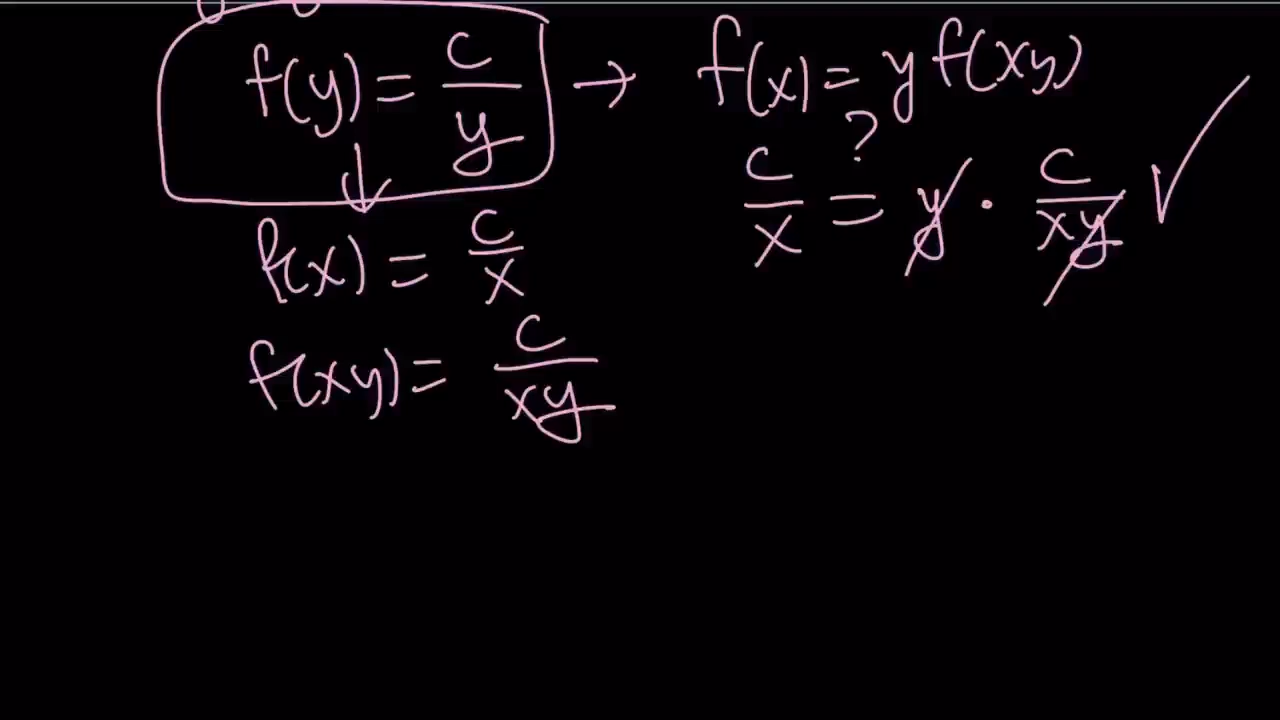 f(y) = c/y → f(x) = y f(xy)
c/x ?= y · c/xy ✓
f(x) = c/x
f(xy) = c/xy